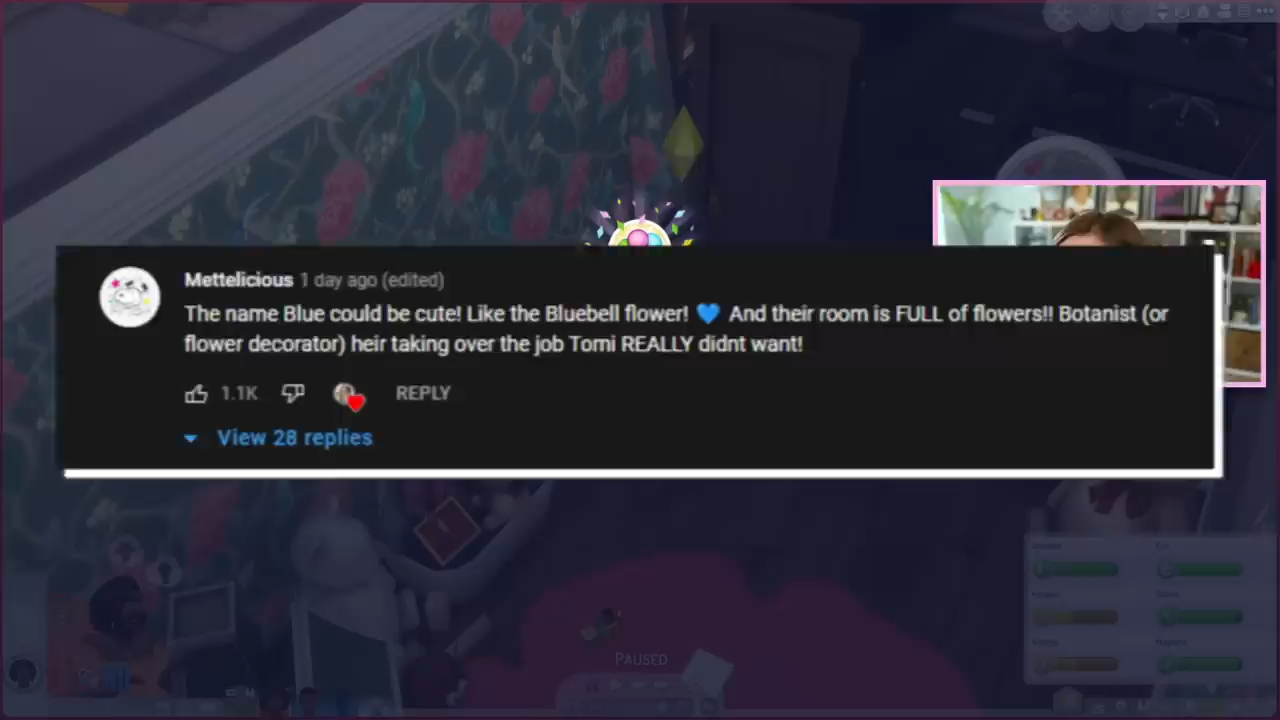 Mettelicious 1 day ago (edited)
The name Blue could be cute! Like the Bluebell flower! 💙 And their room is FULL of flowers!! Botanist (or
flower decorator) heir taking over the job Tomi REALLY didnt want!
1.1K REPLY
View 28 replies
PAUSED